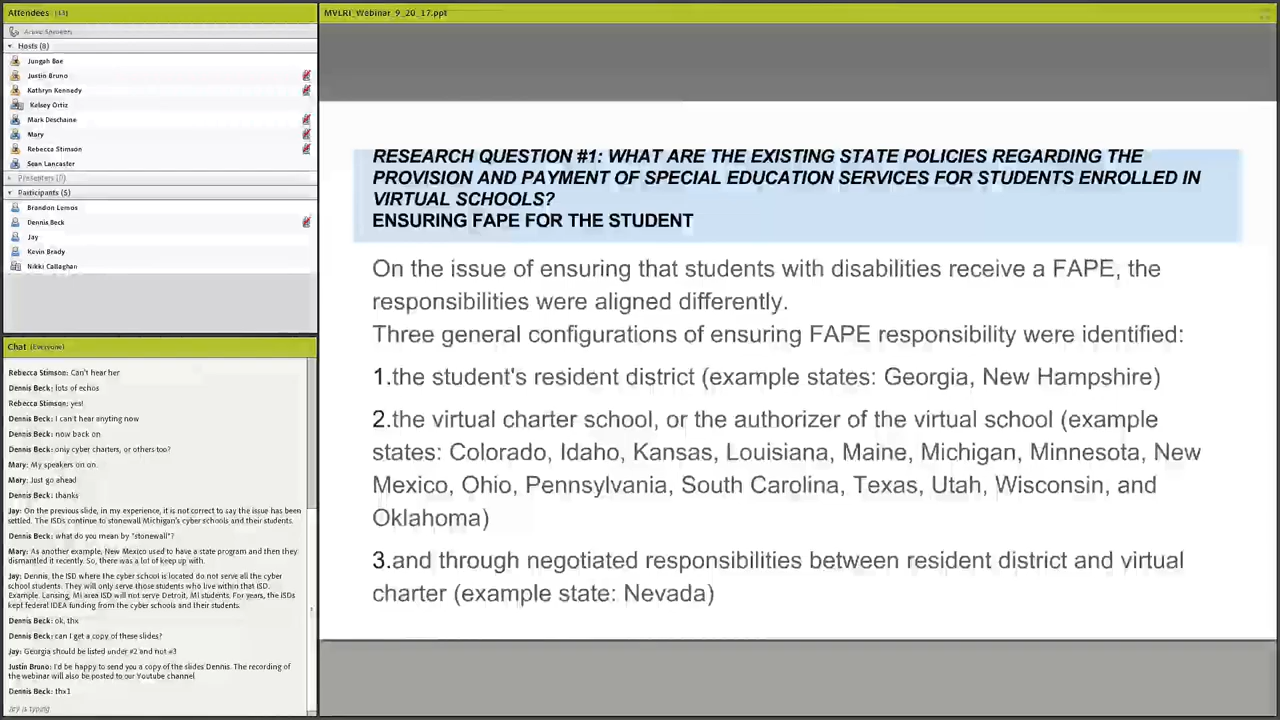 Attendees (13)
Active Speakers
Hosts (8)
Jungah Bae
Justin Bruno
Kathryn Kennedy
Kelsey Ortiz
Mark Deschaine
Mary
Rebecca Stimson
Sean Lancaster
Presenters (0)
Participants (5)
Brandon Lemos
Dennis Beck
Jay
Kevin Brady
Nikki Callaghan
Chat (Everyone)
Rebecca Stimson: Can't hear her
Dennis Beck: lots of echos
Rebecca Stimson: yes!
Dennis Beck: I can't hear anyting now
Dennis Beck: now back on
Dennis Beck: only cyber charters, or others too?
Mary: My speakers on on.
Mary: Just go ahead
Dennis Beck: thanks
Jay: On the previous slide, in my experience, it is not correct to say the issue has been
settled. The ISDs continue to stonewall Michigan's cyber schools and their students.
Dennis Beck: what do you mean by "stonewall"?
Mary: As another example, New Mexico used to have a state program and then they
dismantled it recently. So, there was a lot of keep up with.
Jay: Dennis, the ISD where the cyber school is located do not serve all the cyber
school students. They will only serve those students who live within that ISD.
Example. Lansing, MI area ISD will not serve Detroit, MI students. For years, the ISDs
kept federal IDEA funding from the cyber schools and their students.
Dennis Beck: ok, thx
Dennis Beck: can I get a copy of these slides?
Jay: Georgia should be listed under #2 and not #3
Justin Bruno: I'd be happy to send you a copy of the slides Dennis. The recording of
the webinar will also be posted to our Youtube channel
Dennis Beck: thx1
Jay is typing
MVLRI_Webinar_9_20_17.ppt
RESEARCH QUESTION #1: WHAT ARE THE EXISTING STATE POLICIES REGARDING THE
PROVISION AND PAYMENT OF SPECIAL EDUCATION SERVICES FOR STUDENTS ENROLLED IN
VIRTUAL SCHOOLS?
ENSURING FAPE FOR THE STUDENT
On the issue of ensuring that students with disabilities receive a FAPE, the
responsibilities were aligned differently.
Three general configurations of ensuring FAPE responsibility were identified:
1.the student's resident district (example states: Georgia, New Hampshire)
2.the virtual charter school, or the authorizer of the virtual school (example
states: Colorado, Idaho, Kansas, Louisiana, Maine, Michigan, Minnesota, New
Mexico, Ohio, Pennsylvania, South Carolina, Texas, Utah, Wisconsin, and
Oklahoma)
3.and through negotiated responsibilities between resident district and virtual
charter (example state: Nevada)